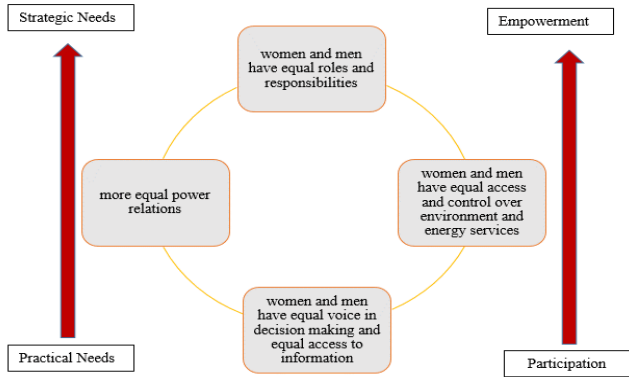 Strategic Needs
Empowerment
women and men
have equal roles and
responsibilities
more equal power
relations
women and men
have equal access
and control over
environment and
energy services
women and men
have equal voice in
decision making and
equal access to
information
Practical Needs
Participation